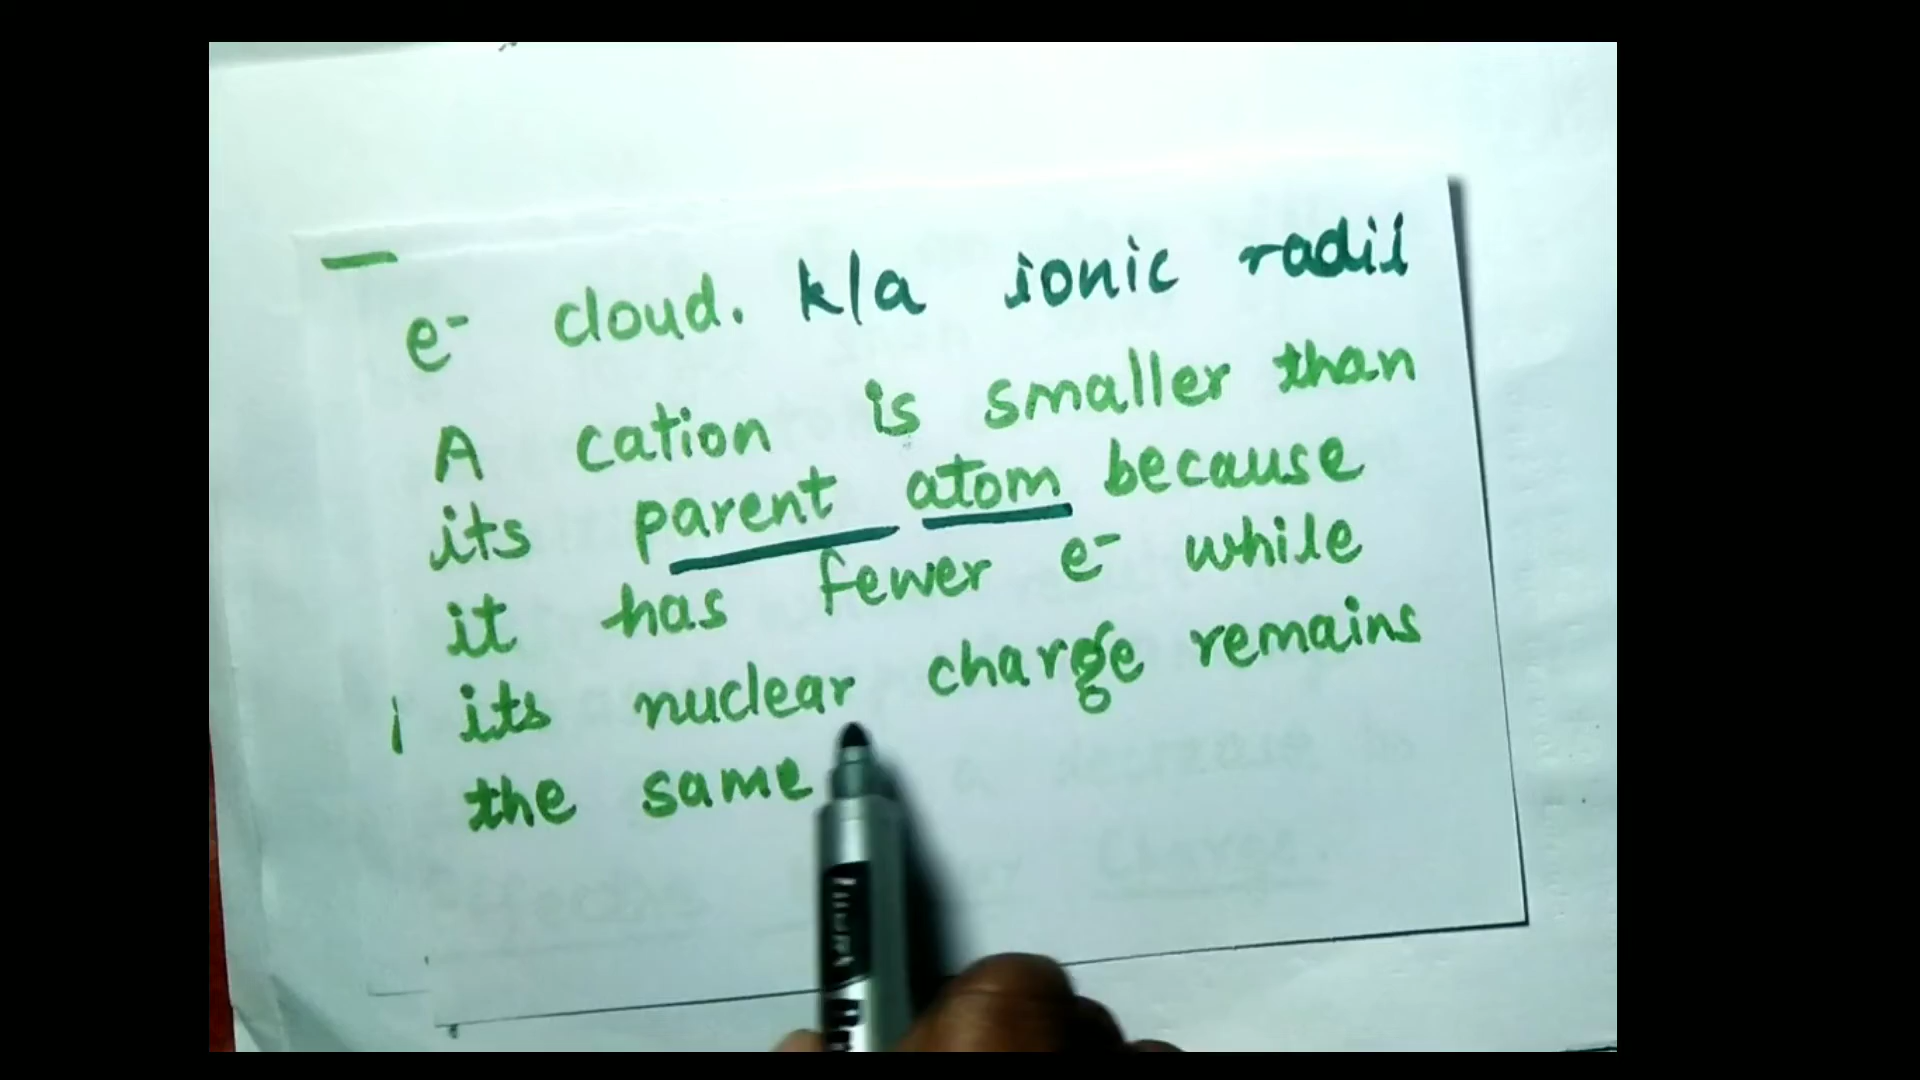 e⁻ cloud. k/a ionic radii
A cation is smaller than
its parent atom because
it has fewer e⁻ while
its nuclear charge remains
the same